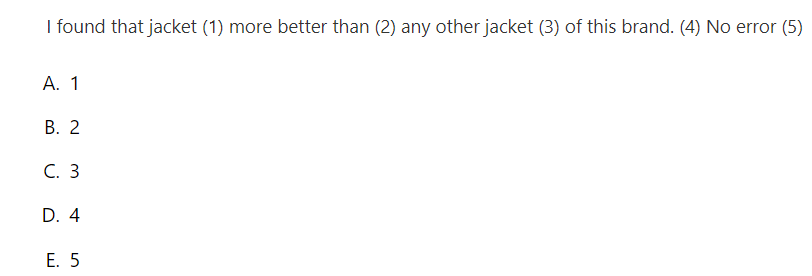 I found that jacket (1) more better than (2) any other jacket (3) of this brand. (4) No error (5)
A. 1
B. 2
C. 3
D. 4
E. 5